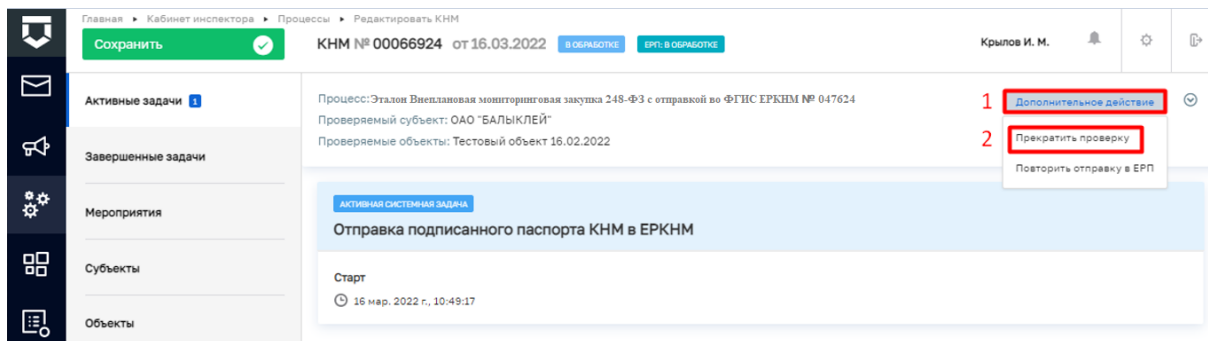 Главная ▸ Кабинет инспектора ▸ Процессы ▸ Редактировать КНМ
Сохранить
КНМ № 00066924 от 16.03.2022 В ОБРАБОТКЕ ЕРП: В ОБРАБОТКЕ
Крылов И. М.
Активные задачи 1
Завершенные задачи
Мероприятия
Субъекты
Объекты
Процесс:Эталон Внеплановая мониторинговая закупка 248-ФЗ с отправкой во ФГИС ЕРКНМ № 047624
Проверяемый субъект: ОАО "БАЛЫКЛЕЙ"
Проверяемые объекты: Тестовый объект 16.02.2022
1 Дополнительное действие
2 Прекратить проверку
Повторить отправку в ЕРП
АКТИВНАЯ СИСТЕМНАЯ ЗАДАЧА
Отправка подписанного паспорта КНМ в ЕРКНМ
Старт
16 мар. 2022 г., 10:49:17